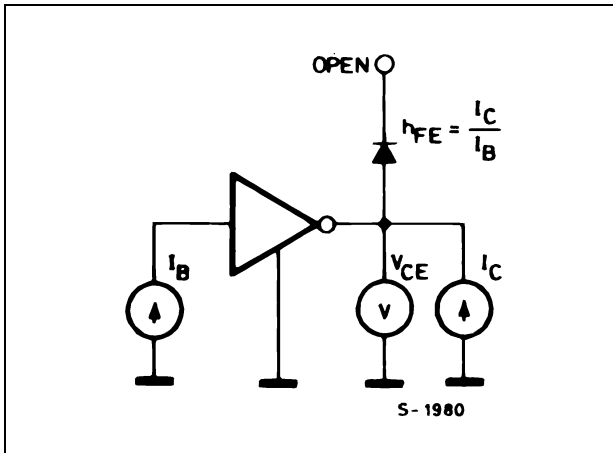 OPEN
hFE = IC
IB
IB
VCE
IC
V
S-1980